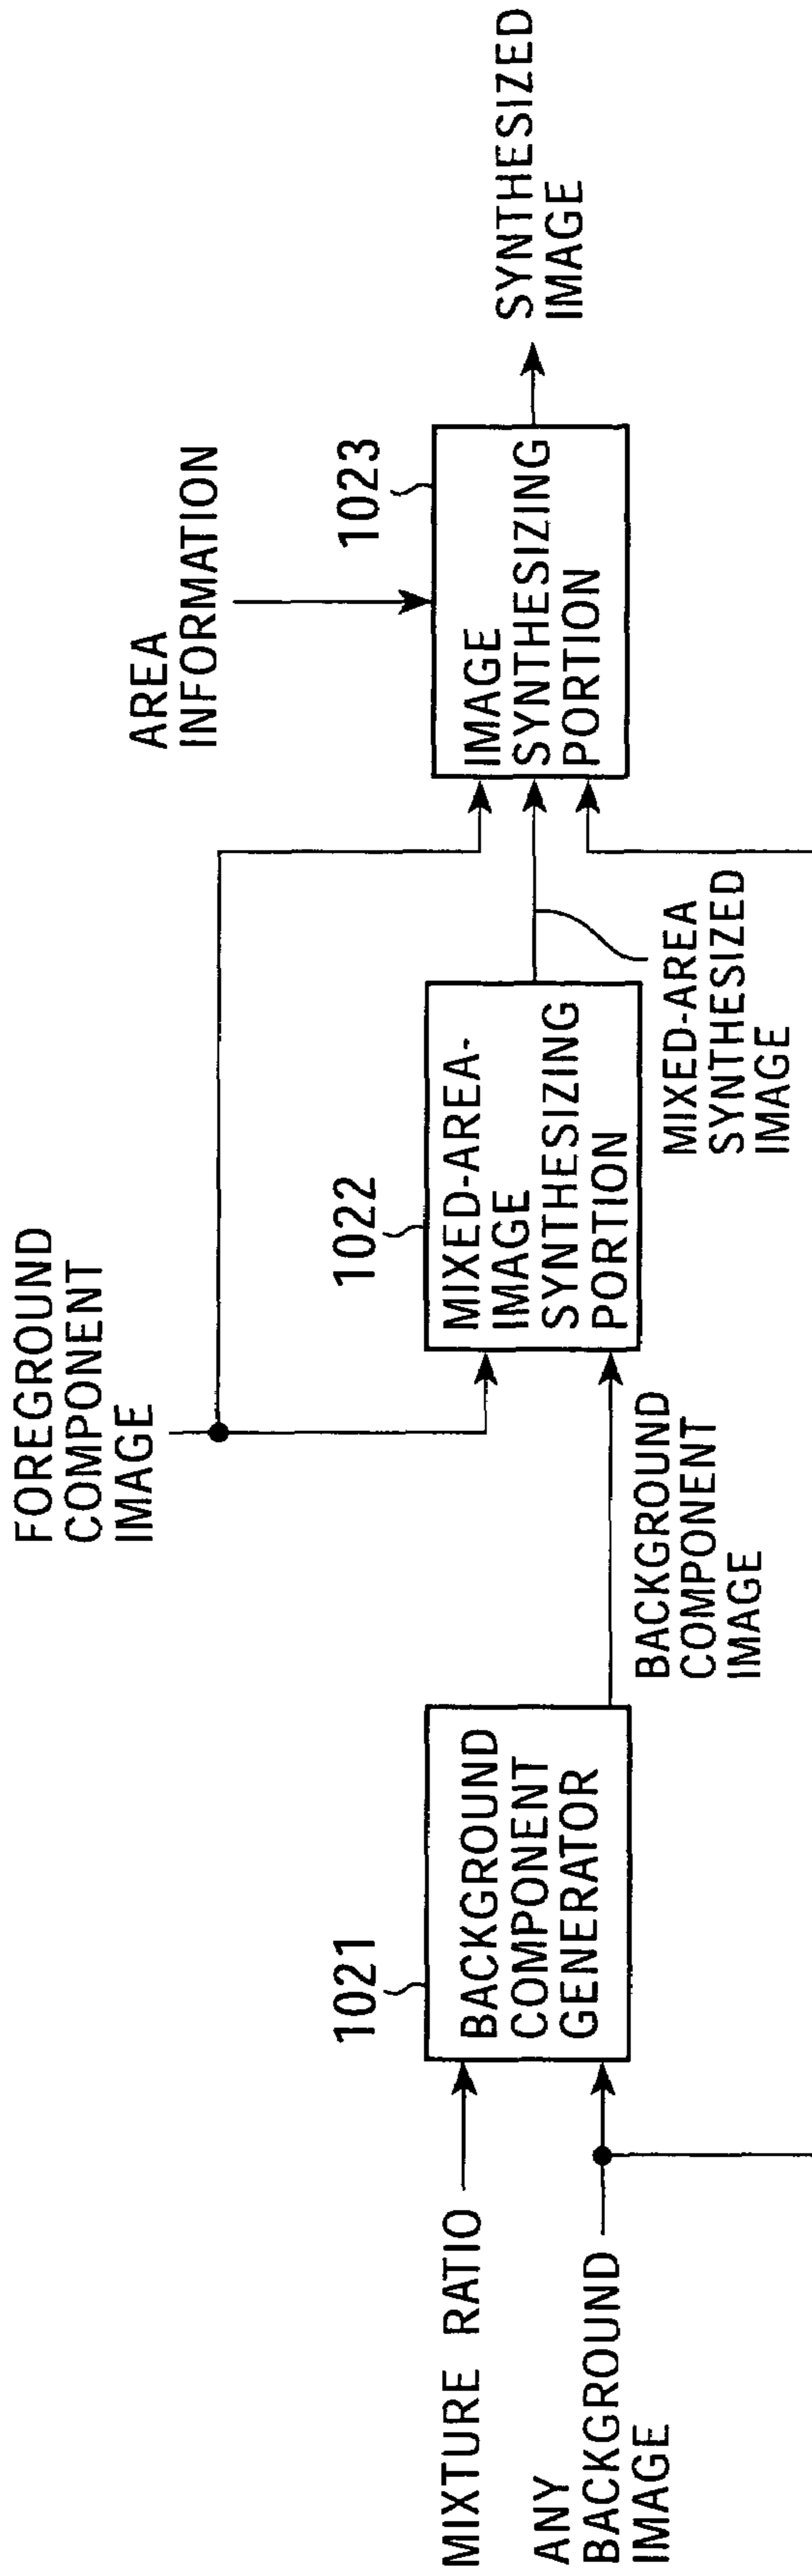 FOREGROUND
COMPONENT
IMAGE
AREA
INFORMATION
1021
1022
1023
MIXTURE RATIO
ANY
BACKGROUND
IMAGE
BACKGROUND
COMPONENT
GENERATOR
BACKGROUND
COMPONENT
IMAGE
MIXED-AREA-
IMAGE
SYNTHESIZING
PORTION
MIXED-AREA
SYNTHESIZED
IMAGE
IMAGE
SYNTHESIZING
PORTION
SYNTHESIZED
IMAGE